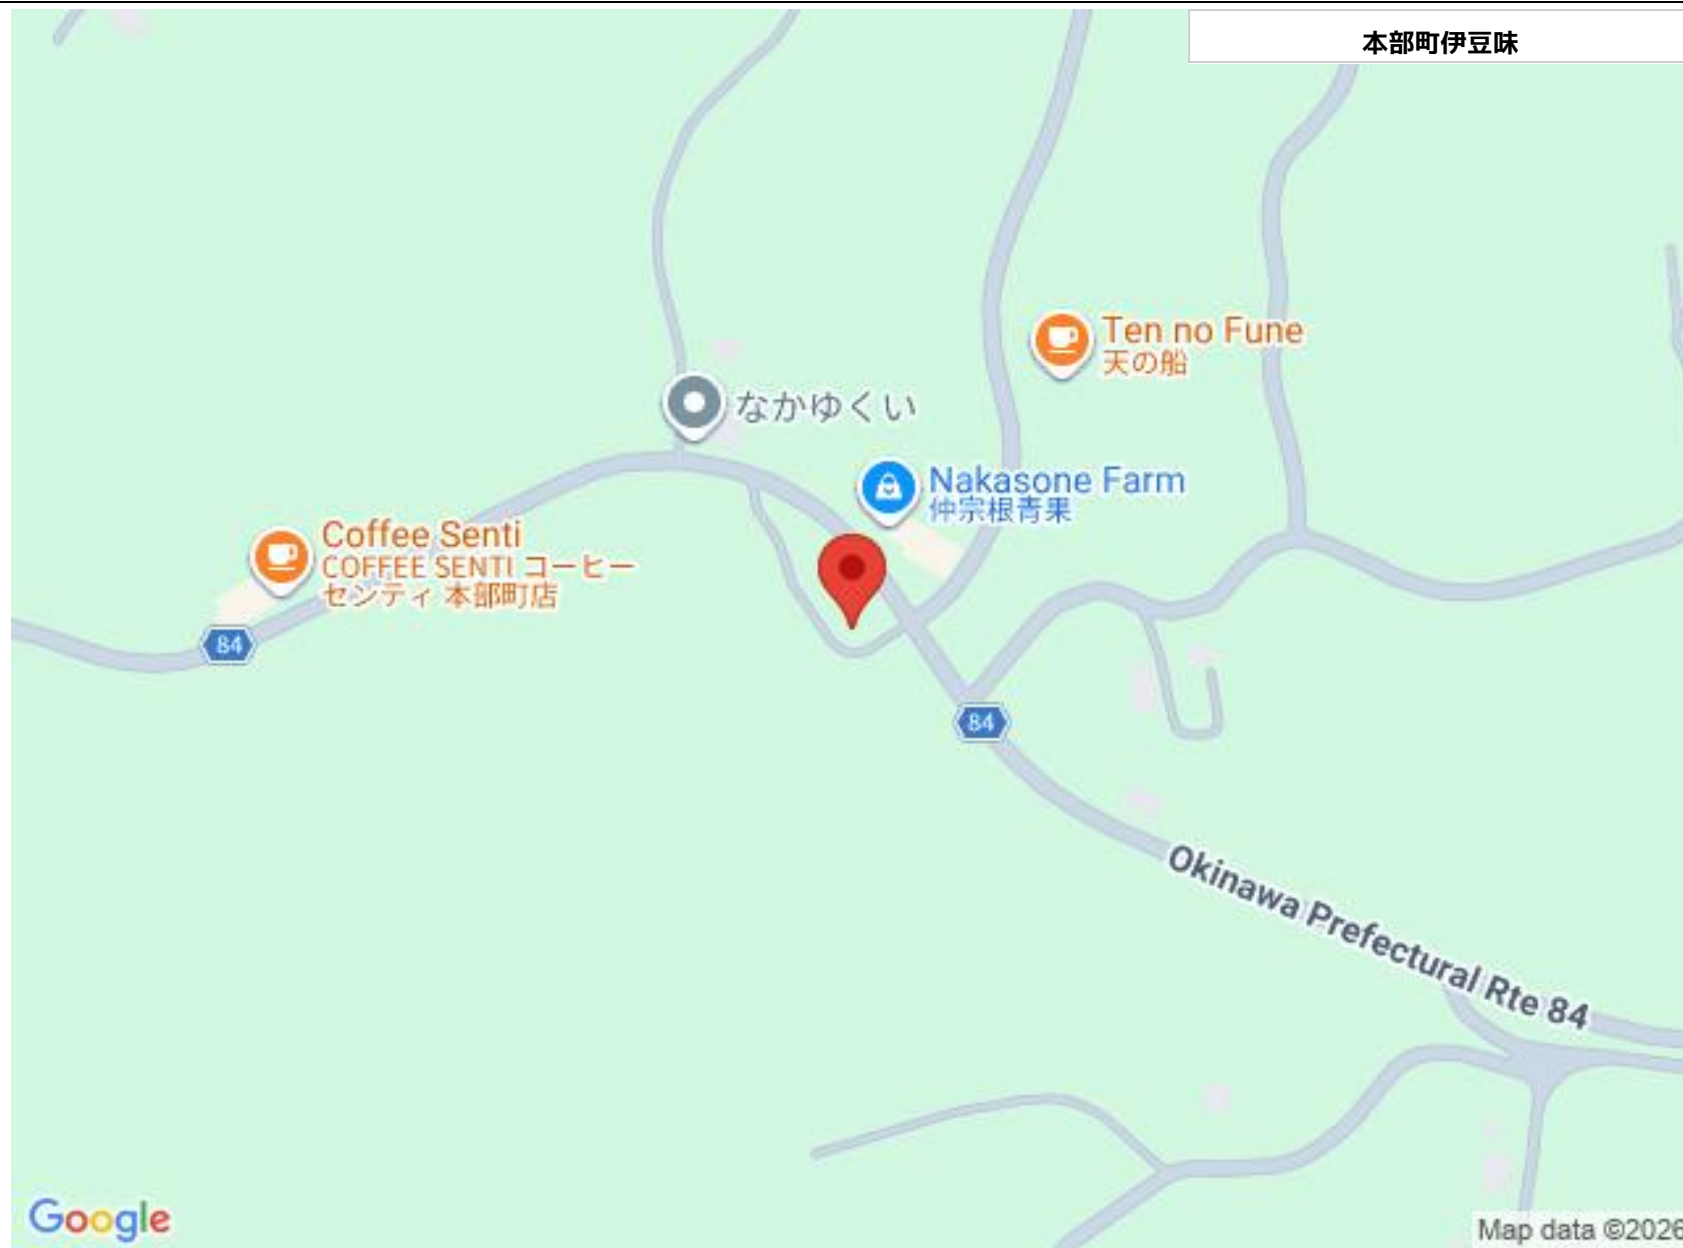 本部町伊豆味
Ten no Fune
天の船
なかゆくい
Nakasone Farm
仲宗根青果
Coffee Senti
COFFEE SENTI コーヒー
センティ 本部町店
84
84
Okinawa Prefectural Rte 84
Google
Map data ©2026